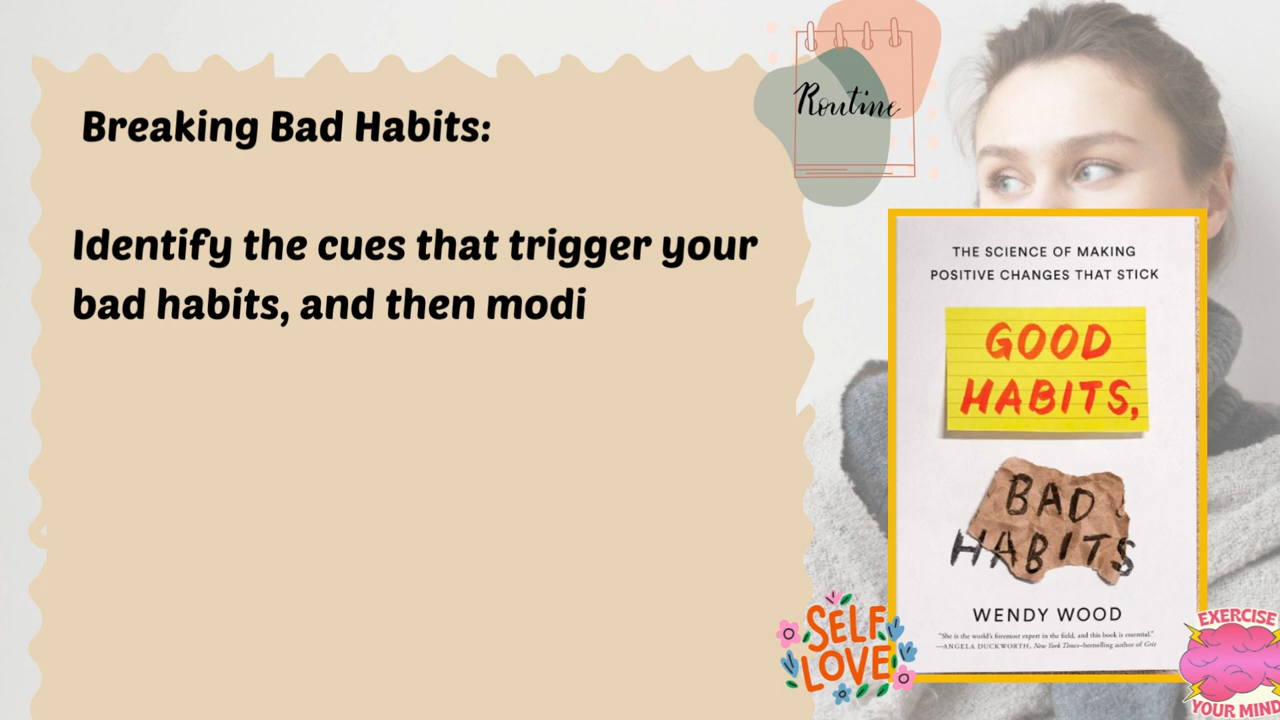 Breaking Bad Habits:
Identify the cues that trigger your
bad habits, and then modi
Routine
THE SCIENCE OF MAKING
POSITIVE CHANGES THAT STICK
GOOD
HABITS,
BAD
HABITS
WENDY WOOD
"She is the world's foremost expert in the field, and this book is essential."
—ANGELA DUCKWORTH, New York Times–bestselling author of Grit
SELF
LOVE
EXERCISE
YOUR MIND